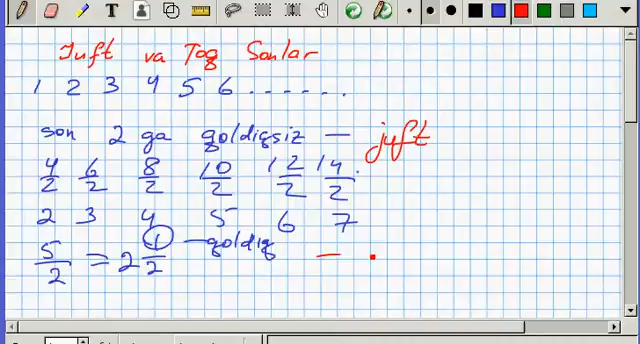 Juft va Toq Sonlar
1 2 3 4 5 6 ......
son 2 ga qoldiqsiz — juft
4/2 6/2 8/2 10/2 12/2 14/2.
2 3 4 5 6 7
5/2 = 2 1/2 — qoldiq — .